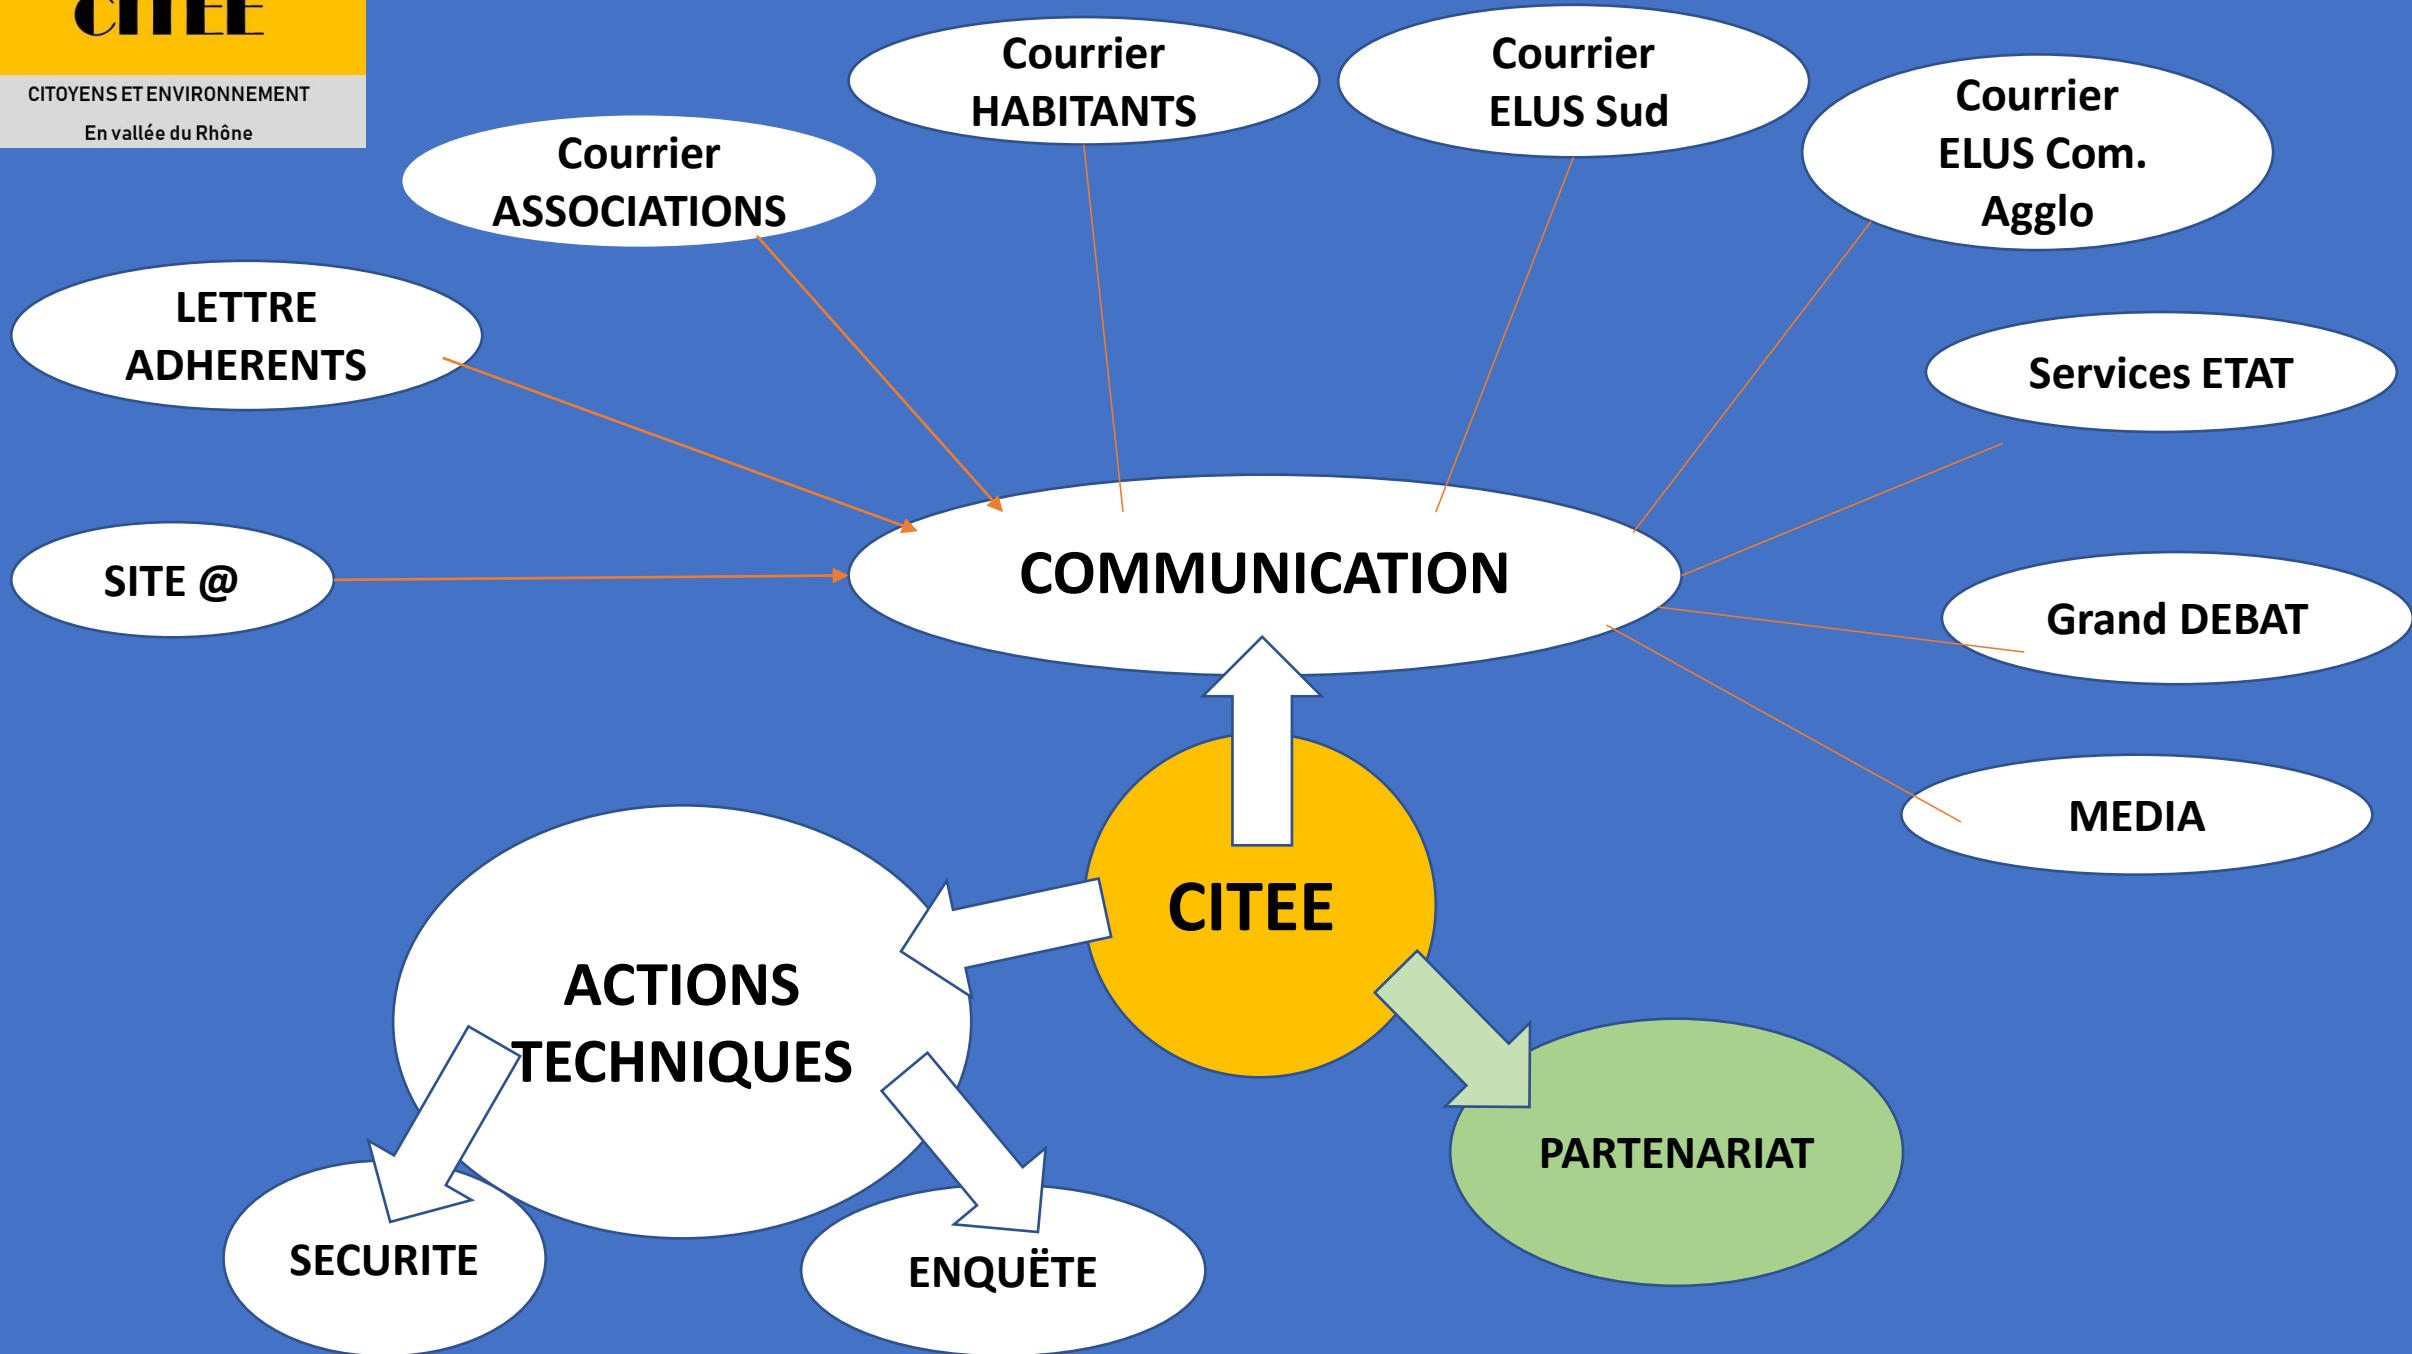 CITEE
CITOYENS ET ENVIRONNEMENT
En vallée du Rhône
Courrier
HABITANTS
Courrier
ELUS Sud
Courrier
ELUS Com.
Agglo
Courrier
ASSOCIATIONS
LETTRE
ADHERENTS
Services ETAT
SITE @
COMMUNICATION
Grand DEBAT
MEDIA
CITEE
ACTIONS
TECHNIQUES
PARTENARIAT
SECURITE
ENQUËTE